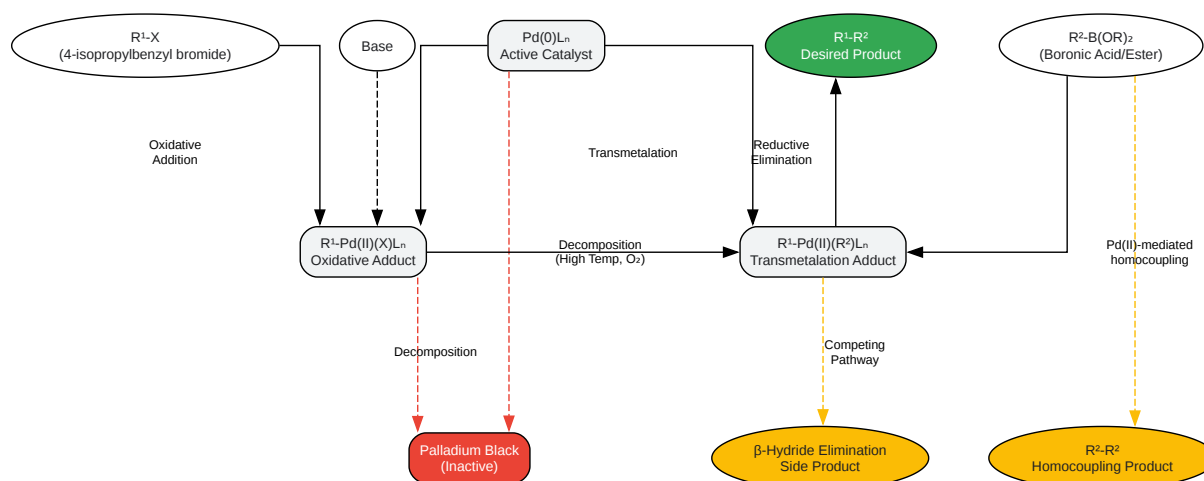 R¹-X
(4-isopropylbenzyl bromide)
Base
Pd(0)Lₙ
Active Catalyst
R¹-R²
Desired Product
R²-B(OR)₂
(Boronic Acid/Ester)
Oxidative
Addition
Transmetalation
Reductive
Elimination
R¹-Pd(II)(X)Lₙ
Oxidative Adduct
Decomposition
(High Temp, O₂)
R¹-Pd(II)(R²)Lₙ
Transmetalation Adduct
Pd(II)-mediated
homocoupling
Decomposition
Competing
Pathway
Palladium Black
(Inactive)
β-Hydride Elimination
Side Product
R²-R²
Homocoupling Product